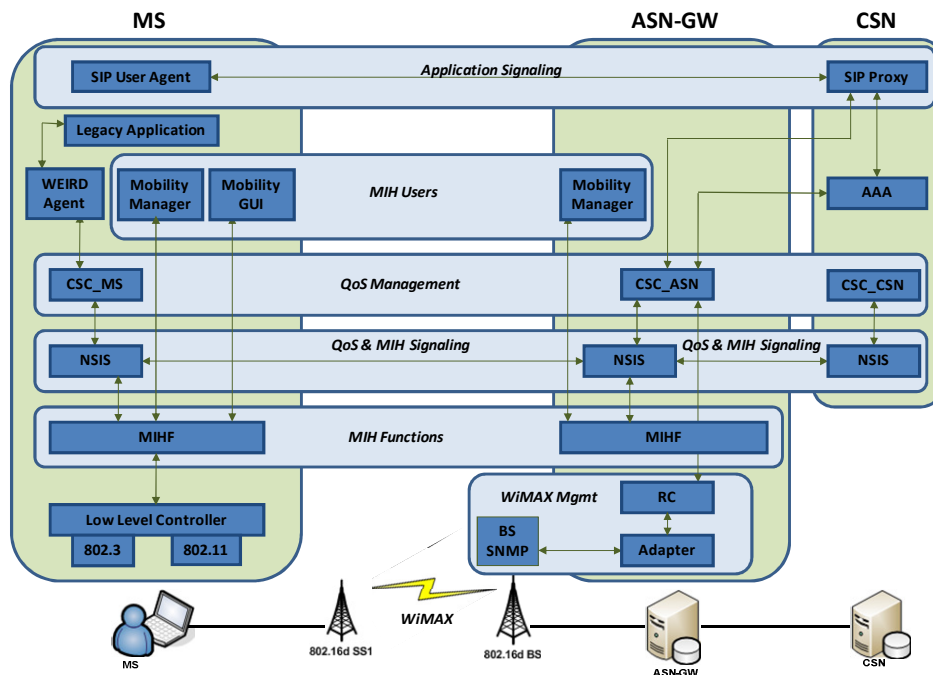 MS
ASN-GW
CSN
SIP User Agent
Application Signaling
SIP Proxy
Legacy Application
WEIRD
Agent
Mobility
Manager
Mobility
GUI
MIH Users
Mobility
Manager
AAA
CSC_MS
QoS Management
CSC_ASN
CSC_CSN
QoS & MIH Signaling
QoS & MIH Signaling
NSIS
NSIS
NSIS
MIHF
MIH Functions
MIHF
WiMAX Mgmt
RC
Low Level Controller
802.3
802.11
BS
SNMP
Adapter
WiMAX
MS
802.16d SS1
802.16d BS
ASN-GW
CSN